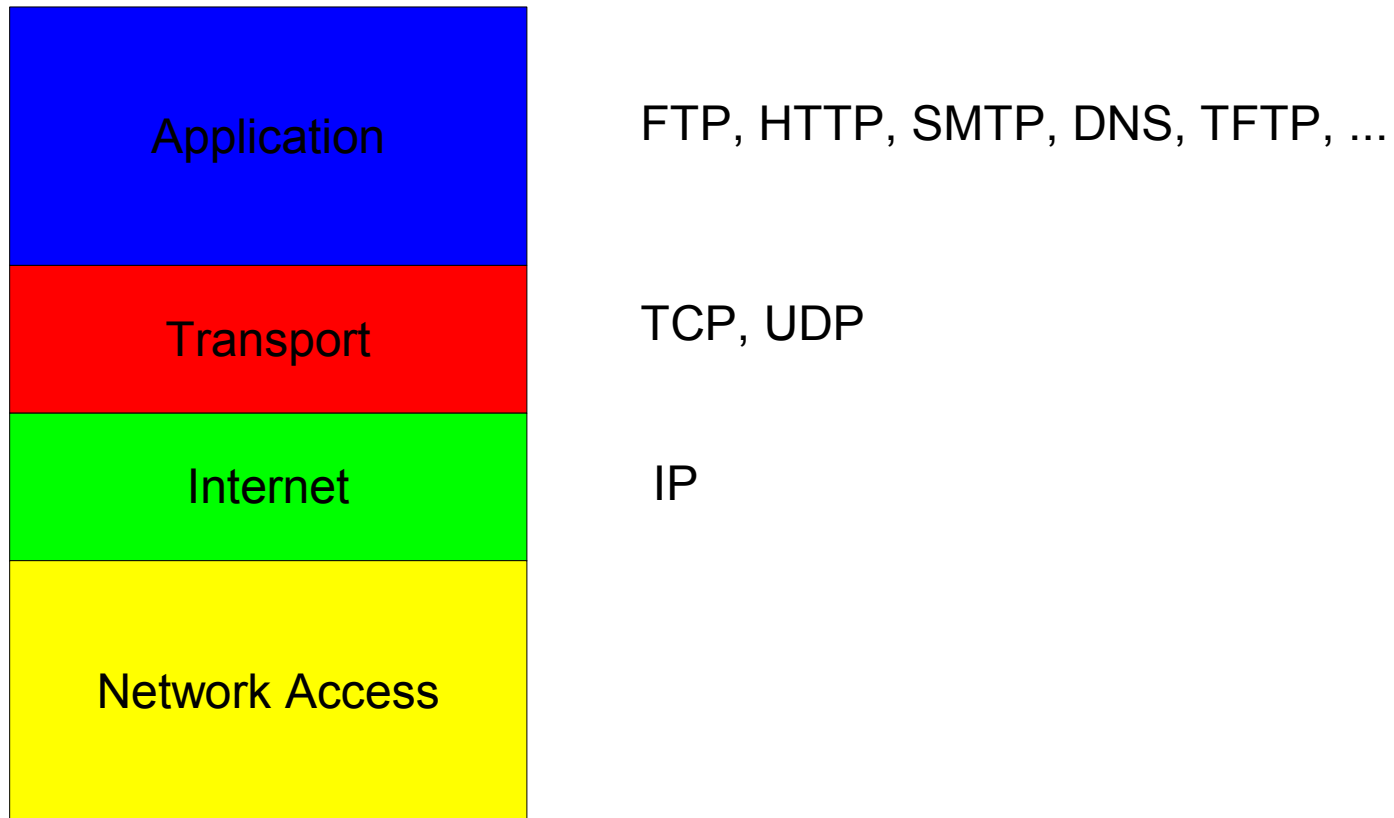 Application
FTP, HTTP, SMTP, DNS, TFTP, ...
Transport
TCP, UDP
Internet
IP
Network Access